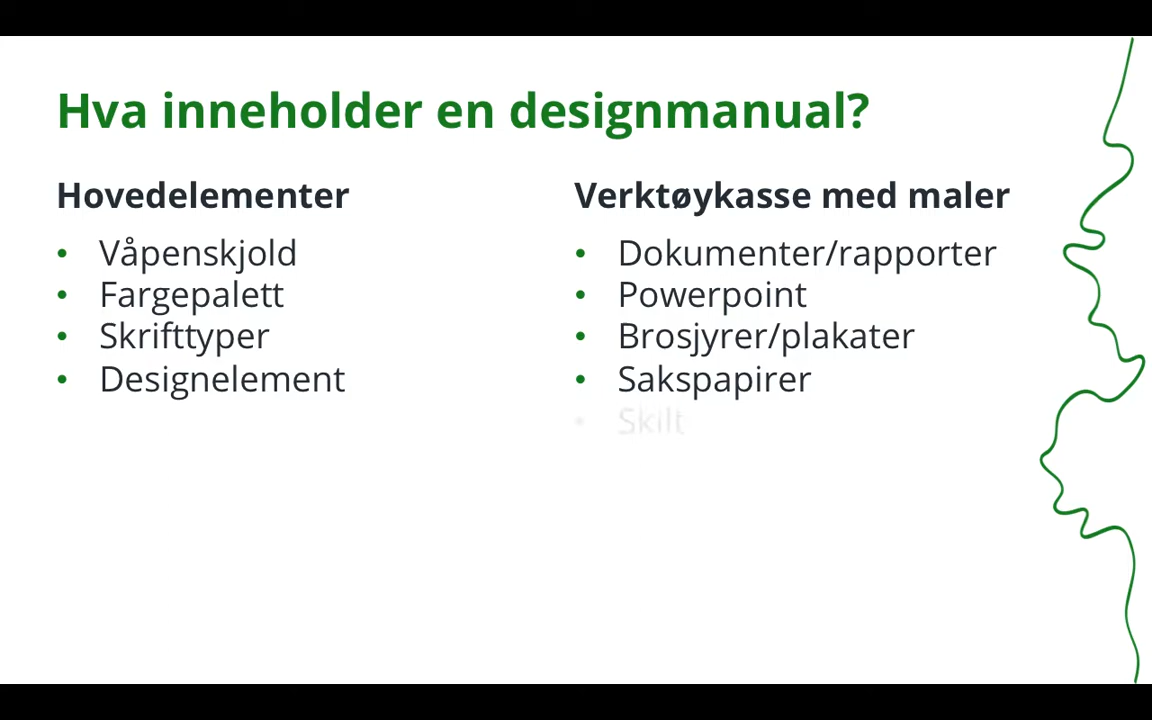 Hva inneholder en designmanual?
Hovedelementer
• Våpenskjold
• Fargepalett
• Skrifttyper
• Designelement
Verktøykasse med maler
• Dokumenter/rapporter
• Powerpoint
• Brosjyrer/plakater
• Sakspapirer
• Skilt